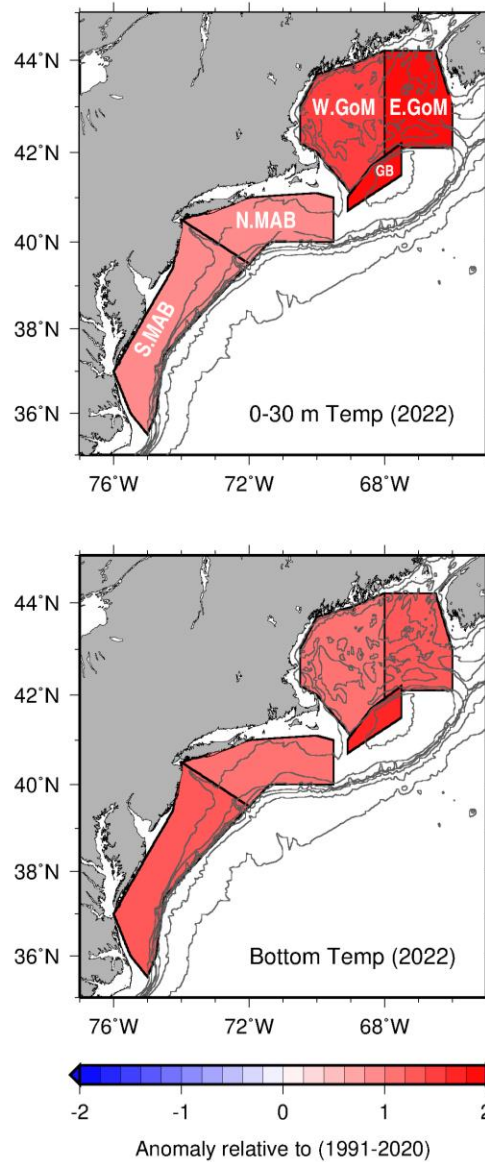 44˚N
42˚N
40˚N
38˚N
36˚N
W.GoM
E.GoM
GB
N.MAB
S.MAB
0-30 m Temp (2022)
76˚W
72˚W
68˚W
44˚N
42˚N
40˚N
38˚N
36˚N
Bottom Temp (2022)
76˚W
72˚W
68˚W
-2
-1
0
1
2
Anomaly relative to (1991-2020)